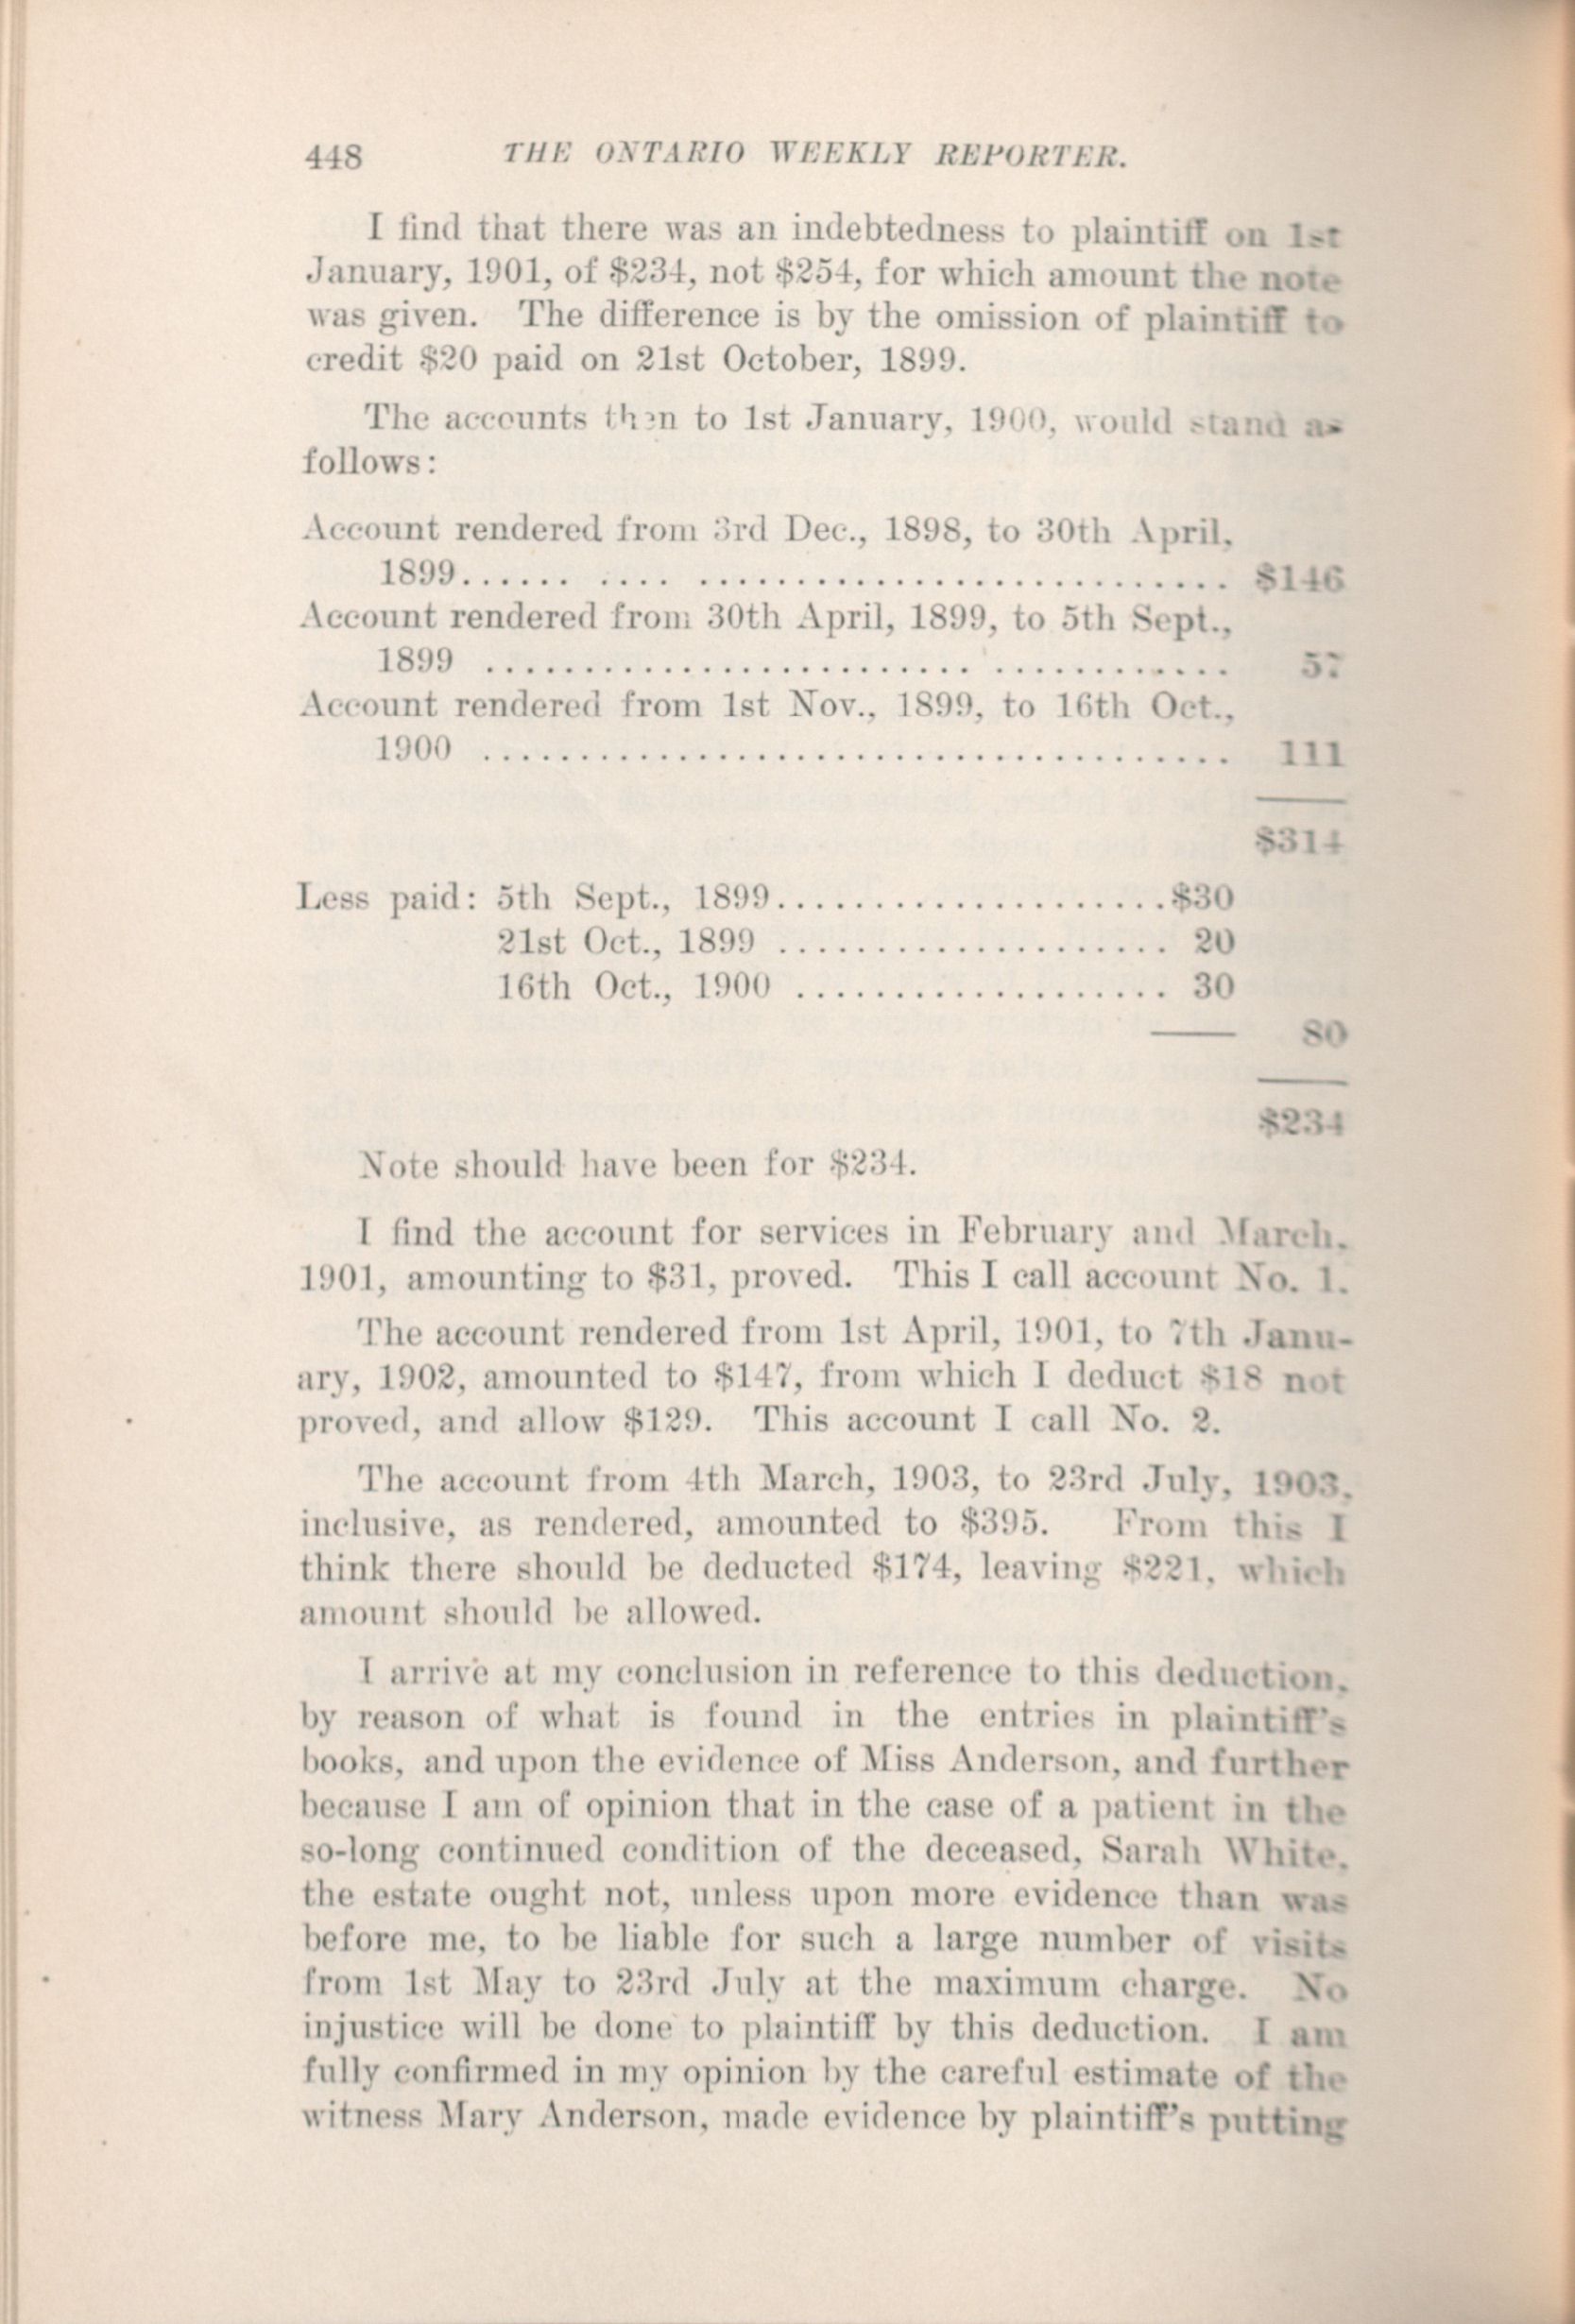 448 THE ONTARIO WEEKLY REPORTER.
I find that there was an indebtedness to plaintiff on 1st
January, 1901, of $234, not $254, for which amount the note
was given. The difference is by the omission of plaintiff to
credit $20 paid on 21st October, 1899.
The accounts then to 1st January, 1900, would stand as
follows:
Account rendered from 3rd Dec., 1898, to 30th April,
1899...... .... ........................... $146
Account rendered from 30th April, 1899, to 5th Sept.,
1899 ......................... ............ 57
Account rendered from 1st Nov., 1899, to 16th Oct.,
1900 ...................................... 111
$314
Less paid: 5th Sept., 1899....................$30
21st Oct., 1899 .................... 20
16th Oct., 1900 ................... 30
80
$234
Note should have been for $234.
I find the account for services in February and March,
1901, amounting to $31, proved. This I call account No. 1.
The account rendered from 1st April, 1901, to 7th Janu-
ary, 1902, amounted to $147, from which I deduct $18 not
proved, and allow $129. This account I call No. 2.
The account from 4th March, 1903, to 23rd July, 1903,
inclusive, as rendered, amounted to $395. From this I
think there should be deducted $174, leaving $221, which
amount should be allowed.
I arrive at my conclusion in reference to this deduction,
by reason of what is found in the entries in plaintiff's
books, and upon the evidence of Miss Anderson, and further
because I am of opinion that in the case of a patient in the
so-long continued condition of the deceased, Sarah White,
the estate ought not, unless upon more evidence than was
before me, to be liable for such a large number of visits
from 1st May to 23rd July at the maximum charge. No
injustice will be done to plaintiff by this deduction. I am
fully confirmed in my opinion by the careful estimate of the
witness Mary Anderson, made evidence by plaintiff's putting